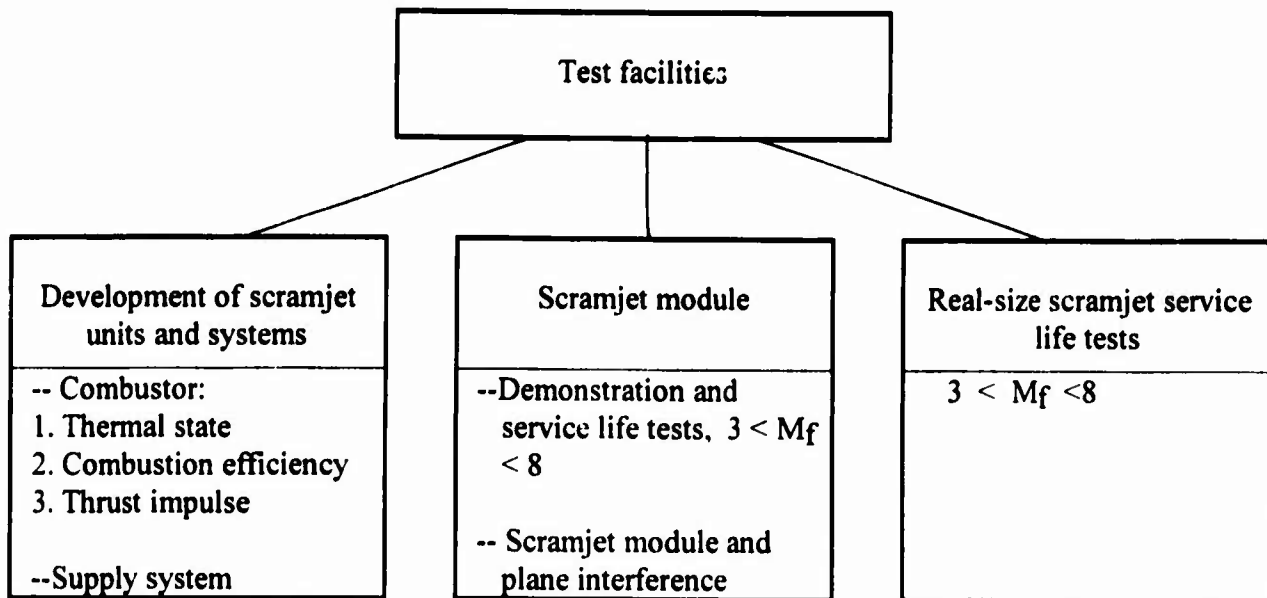 Test facilities
Development of scramjet
units and systems
-- Combustor:
1. Thermal state
2. Combustion efficiency
3. Thrust impulse
--Supply system
Scramjet module
--Demonstration and
service life tests, 3 < Mf
< 8
-- Scramjet module and
plane interference
Real-size scramjet service
life tests
3 < Mf <8